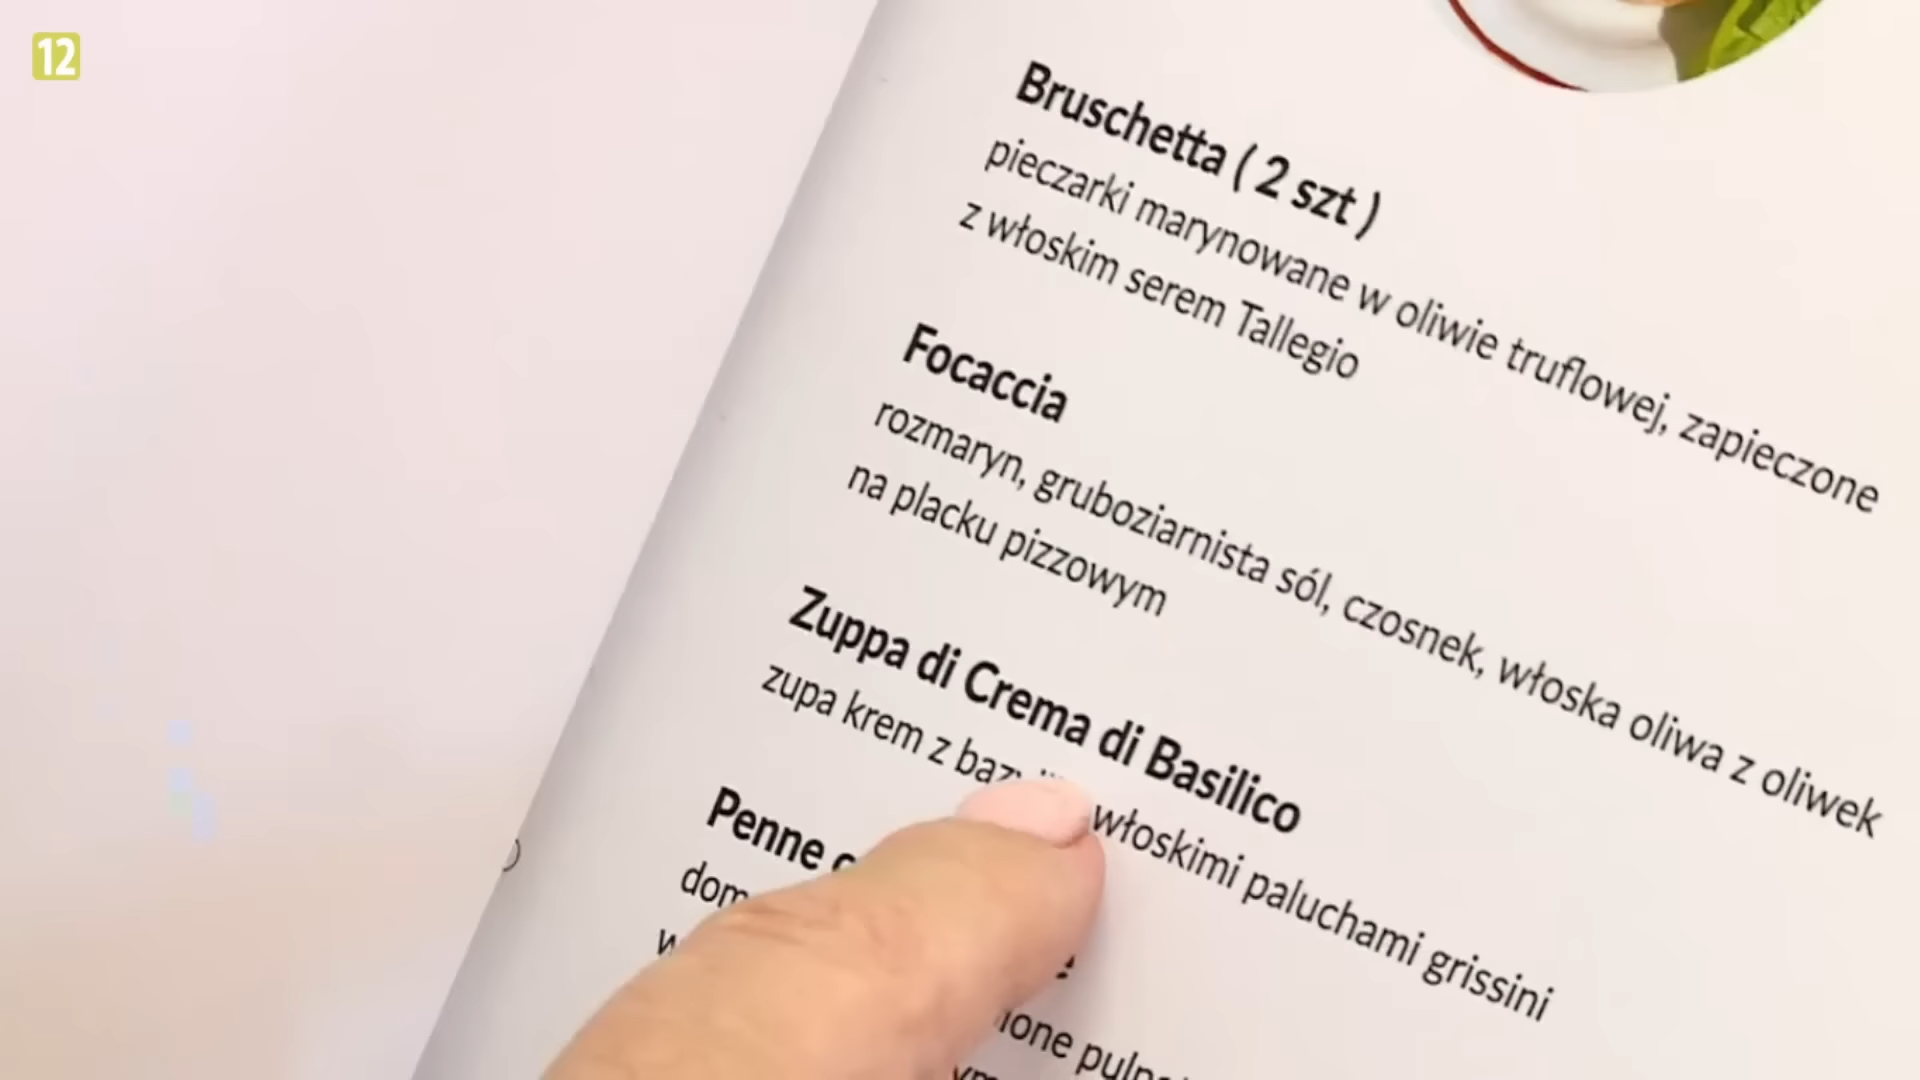 12
Bruschetta ( 2 szt )
pieczarki marynowane w oliwie truflowej, zapieczone
z włoskim serem Tallegio
Focaccia
rozmaryn, gruboziarnista sól, czosnek, włoska oliwa z oliwek
na placku pizzowym
Zuppa di Crema di Basilico
zupa krem z włoskimi paluchami grissini
Penne